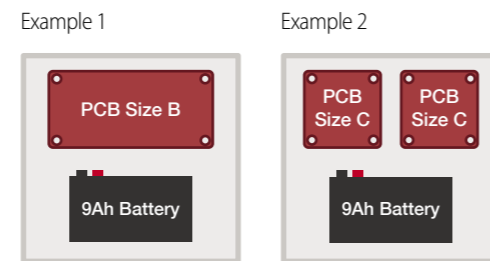 Example 1
Example 2
PCB Size B
PCB
Size C
PCB
Size C
9Ah Battery
9Ah Battery